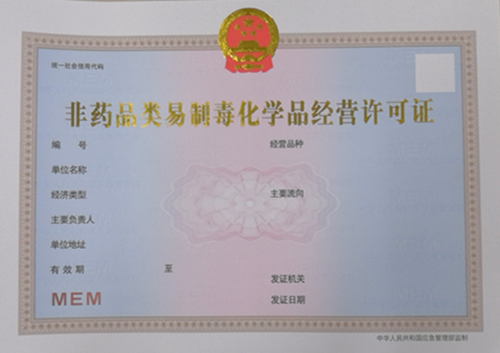 统一社会信用代码
非药品类易制毒化学品经营许可证
编号
经营品种
单位名称
经济类型
主要流向
主要负责人
单位地址
有效期 至
发证机关
MEM
发证日期
中华人民共和国应急管理部监制